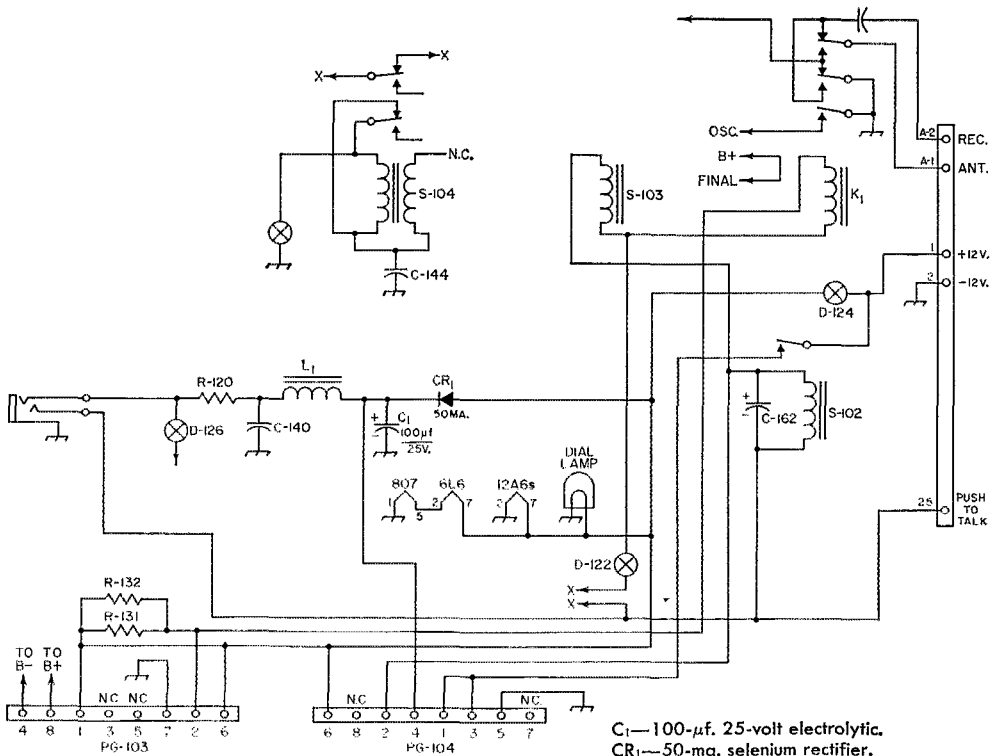 X
X
N.C.
S-104
C-144
OSC.
B+
FINAL
S-103
K1
A-2
REC.
A-1
ANT.
1
+12V.
2
-12V.
D-124
L1
R-120
CR1
50MA.
D-126
C-140
+
-
C1
100µf
25V.
+
-
C-162
S-102
DIAL
LAMP
807
6L6
12A6s
1
5
2
7
2
7
25
PUSH
TO
TALK
D-122
X
X
R-132
R-131
TO
B-
TO
B+
N.C.
N.C.
4 8 1 3 5 7 2 6
PG-103
N.C.
N.C.
6 8 2 4 1 3 5 7
PG-104
C₁—100-µf. 25-volt electrolytic.
CR₁—50-ma. selenium rectifier.